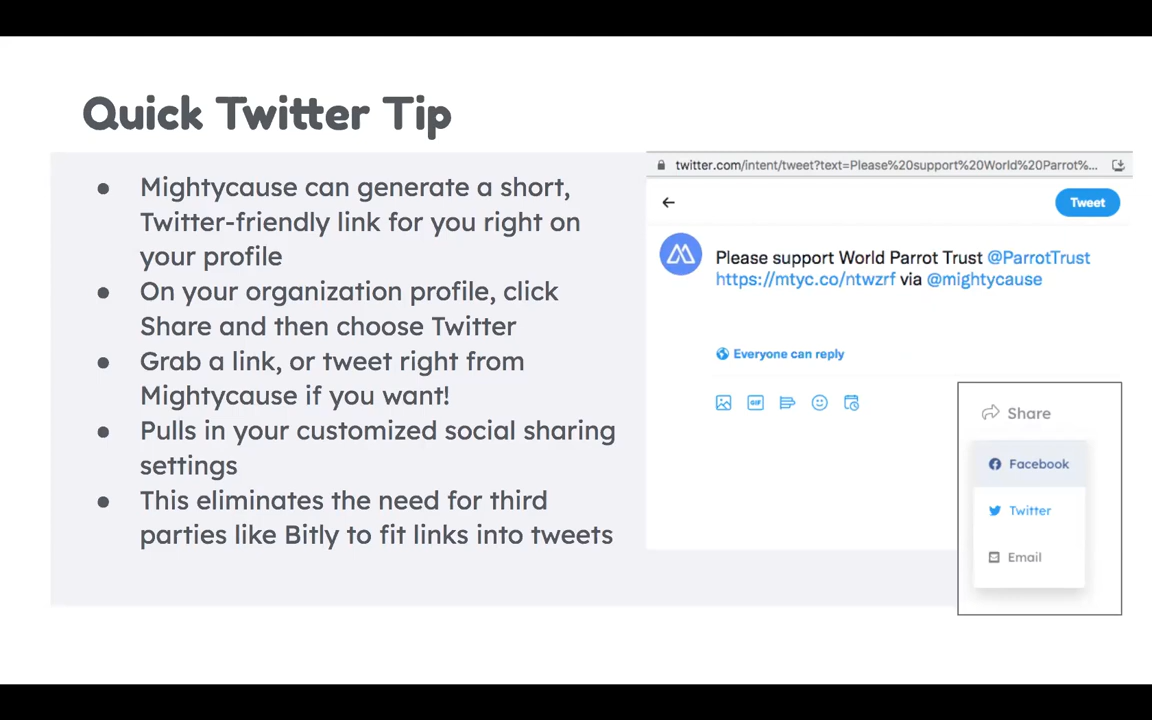 Quick Twitter Tip
● Mightycause can generate a short,
Twitter-friendly link for you right on
your profile
● On your organization profile, click
Share and then choose Twitter
● Grab a link, or tweet right from
Mightycause if you want!
● Pulls in your customized social sharing
settings
● This eliminates the need for third
parties like Bitly to fit links into tweets
twitter.com/intent/tweet?text=Please%20support%20World%20Parrot%...
Tweet
Please support World Parrot Trust @ParrotTrust
https://mtyc.co/ntwzrf via @mightycause
Everyone can reply
GIF
Share
Facebook
Twitter
Email